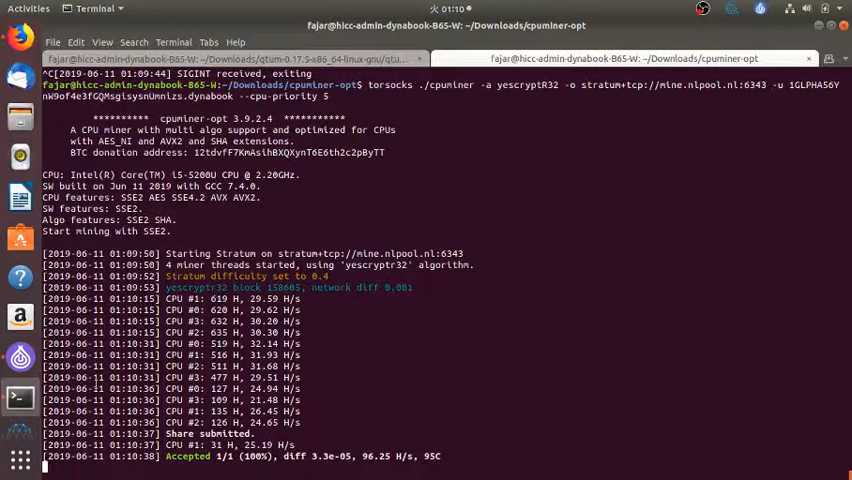 Terminal
火 01:10
fajar@hicc-admin-dynabook-B65-W: ~/Downloads/cpuminer-opt
File Edit View Search Terminal Tabs Help
fajar@hicc-admin-dynabook-B65-W: ~/Downloads/qtum-0.17.5-x86_64-linux-gnu/qtu...
fajar@hicc-admin-dynabook-B65-W: ~/Downloads/cpuminer-opt
^C[2019-06-11 01:09:44] SIGINT received, exiting
fajar@hicc-admin-dynabook-B65-W:~/Downloads/cpuminer-opt$ torsocks ./cpuminer -a yescryptR32 -o stratum+tcp://mine.nlpool.nl:6343 -u 1GLPHA56Y
nW9of4e3fGQMsgisysnUmnizs.dynabook --cpu-priority 5
********** cpuminer-opt 3.9.2.4 ***********
A CPU miner with multi algo support and optimized for CPUs
with AES_NI and AVX2 and SHA extensions.
BTC donation address: 12tdvfF7KmAsihBXQXynT6E6th2c2pByTT
CPU: Intel(R) Core(TM) i5-5200U CPU @ 2.20GHz.
SW built on Jun 11 2019 with GCC 7.4.0.
CPU features: SSE2 AES SSE4.2 AVX AVX2.
SW features: SSE2.
Algo features: SSE2 SHA.
Start mining with SSE2.
[2019-06-11 01:09:50] Starting Stratum on stratum+tcp://mine.nlpool.nl:6343
[2019-06-11 01:09:50] 4 miner threads started, using 'yescryptr32' algorithm.
[2019-06-11 01:09:52] Stratum difficulty set to 0.4
[2019-06-11 01:09:53] yescryptr32 block 158605, network diff 0.001
[2019-06-11 01:10:15] CPU #1: 619 H, 29.59 H/s
[2019-06-11 01:10:15] CPU #0: 620 H, 29.62 H/s
[2019-06-11 01:10:15] CPU #3: 632 H, 30.20 H/s
[2019-06-11 01:10:15] CPU #2: 635 H, 30.30 H/s
[2019-06-11 01:10:31] CPU #0: 519 H, 32.14 H/s
[2019-06-11 01:10:31] CPU #1: 516 H, 31.93 H/s
[2019-06-11 01:10:31] CPU #2: 511 H, 31.68 H/s
[2019-06-11 01:10:31] CPU #3: 477 H, 29.51 H/s
[2019-06-11 01:10:36] CPU #0: 127 H, 24.94 H/s
[2019-06-11 01:10:36] CPU #3: 109 H, 21.48 H/s
[2019-06-11 01:10:36] CPU #1: 135 H, 26.45 H/s
[2019-06-11 01:10:36] CPU #2: 126 H, 24.65 H/s
[2019-06-11 01:10:37] Share submitted.
[2019-06-11 01:10:37] CPU #1: 31 H, 25.19 H/s
[2019-06-11 01:10:38] Accepted 1/1 (100%), diff 3.3e-05, 96.25 H/s, 95C